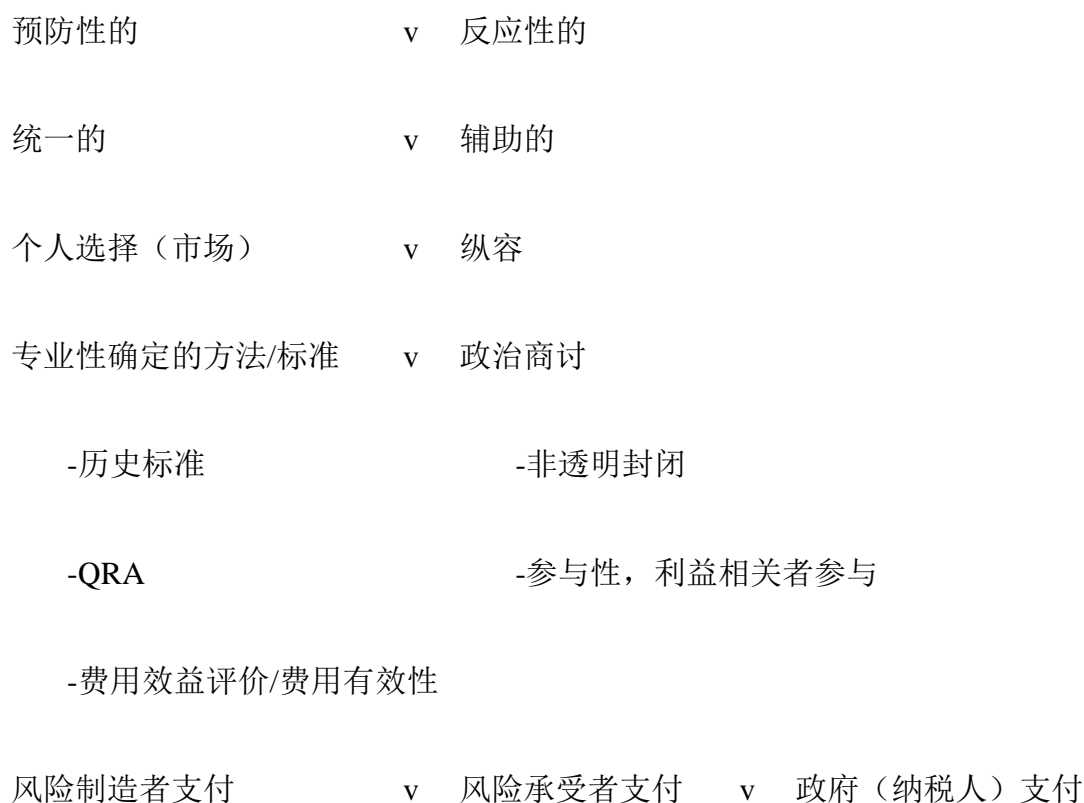 预防性的 v 反应性的
统一的 v 辅助的
个人选择（市场） v 纵容
专业性确定的方法/标准 v 政治商讨
-历史标准 -非透明封闭
-QRA -参与性，利益相关者参与
-费用效益评价/费用有效性
风险制造者支付 v 风险承受者支付 v 政府（纳税人）支付